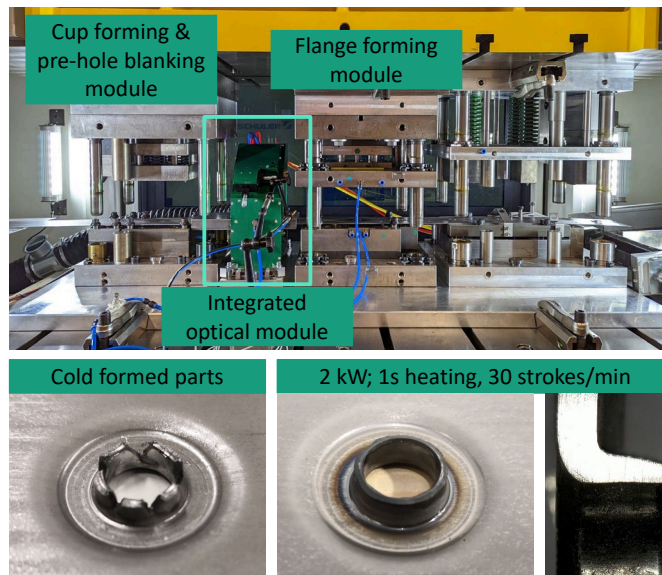 Cup forming &
pre-hole blanking
module
Flange forming
module
SCHULER
Integrated
optical module
Cold formed parts
2 kW; 1s heating, 30 strokes/min